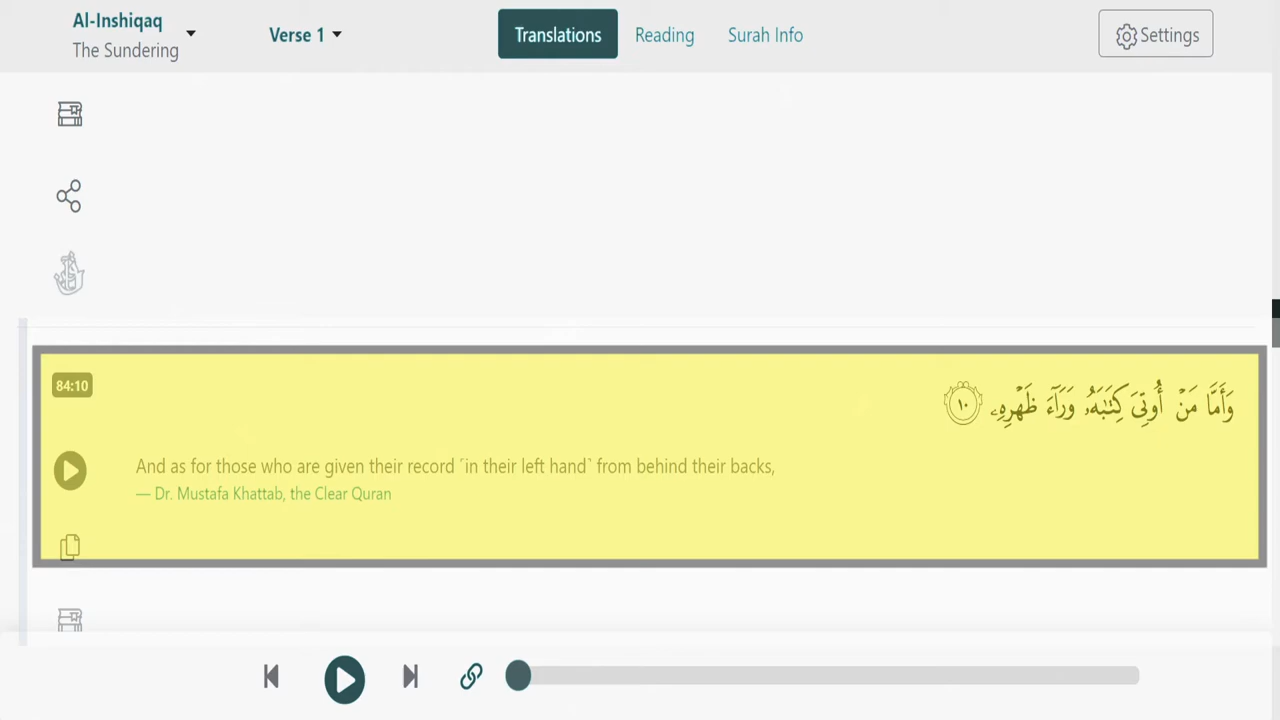 Al-Inshiqaq
The Sundering
Verse 1
Translations
Reading
Surah Info
Settings
84:10
وَأَمَّا مَنْ أُوتِىَ كِتَـٰبَهُۥ وَرَآءَ ظَهْرِهِۦ ١٠
And as for those who are given their record ˹in their left hand˺ from behind their backs,
— Dr. Mustafa Khattab, the Clear Quran